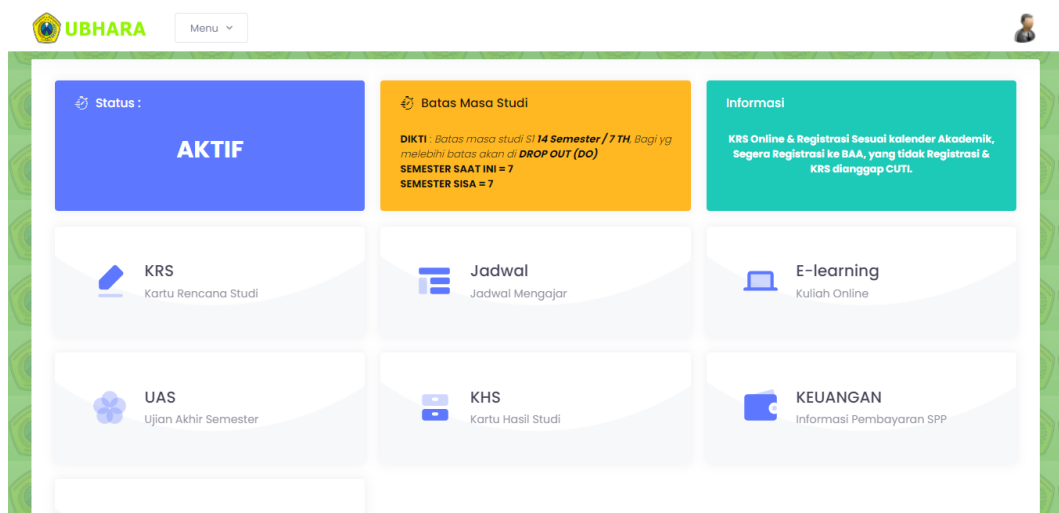 UBHARA
Menu
Status :
AKTIF
Batas Masa Studi
DIKTI : Batas masa studi S1 14 Semester / 7 TH, Bagi yg
melebihi batas akan di DROP OUT (DO)
SEMESTER SAAT INI = 7
SEMESTER SISA = 7
Informasi
KRS Online & Registrasi Sesuai kalender Akademik,
Segera Registrasi ke BAA, yang tidak Registrasi &
KRS dianggap CUTI.
KRS
Kartu Rencana Studi
Jadwal
Jadwal Mengajar
E-learning
Kuliah Online
UAS
Ujian Akhir Semester
KHS
Kartu Hasil Studi
KEUANGAN
Informasi Pembayaran SPP